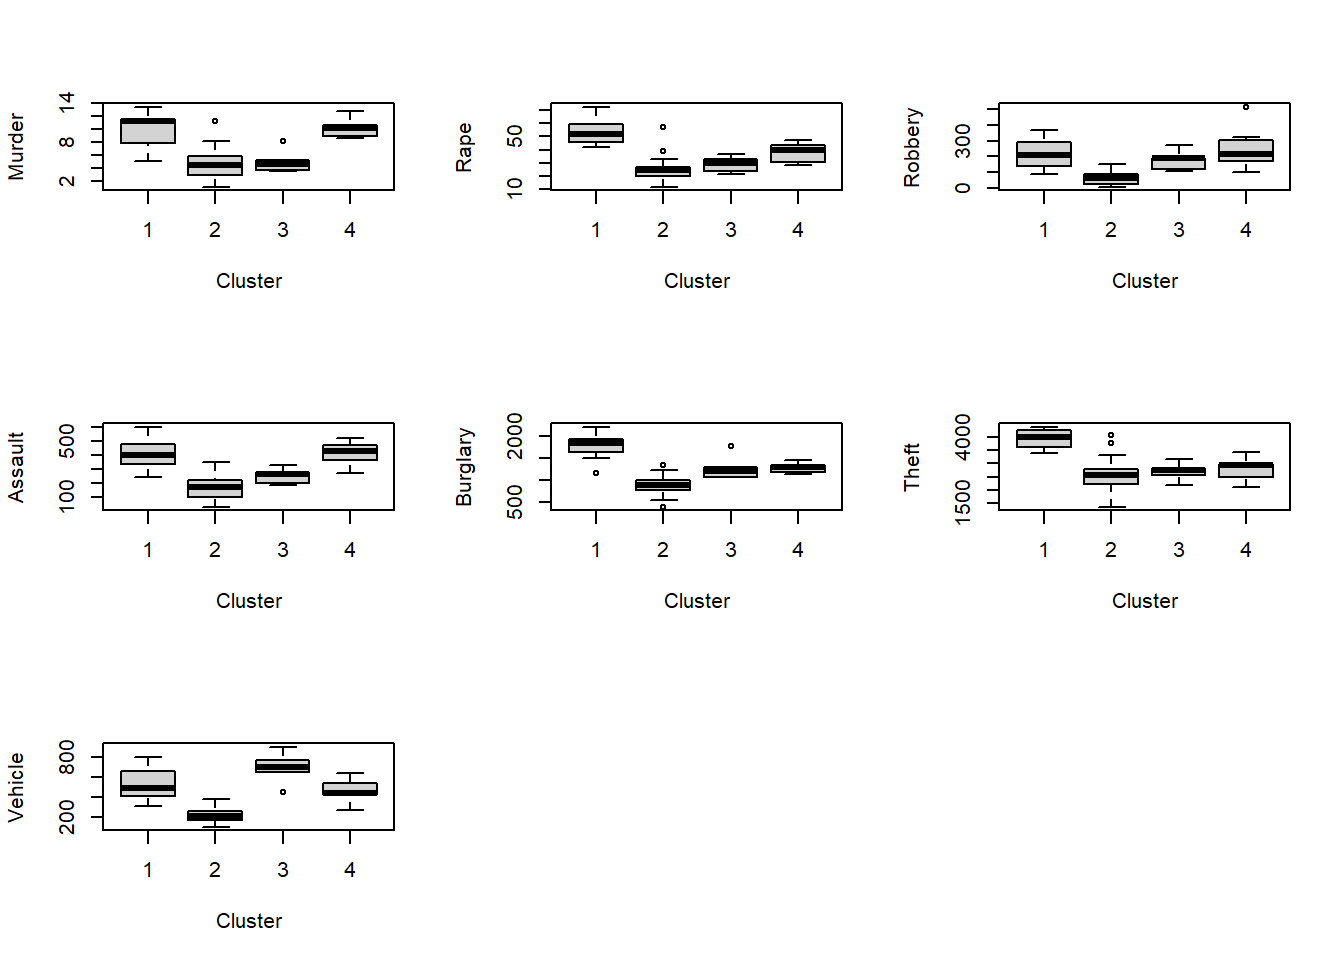 Murder
14
8
2
1 2 3 4
Cluster
Rape
50
10
1 2 3 4
Cluster
Robbery
300
0
1 2 3 4
Cluster
Assault
500
100
1 2 3 4
Cluster
Burglary
2000
500
1 2 3 4
Cluster
Theft
4000
1500
1 2 3 4
Cluster
Vehicle
800
200
1 2 3 4
Cluster